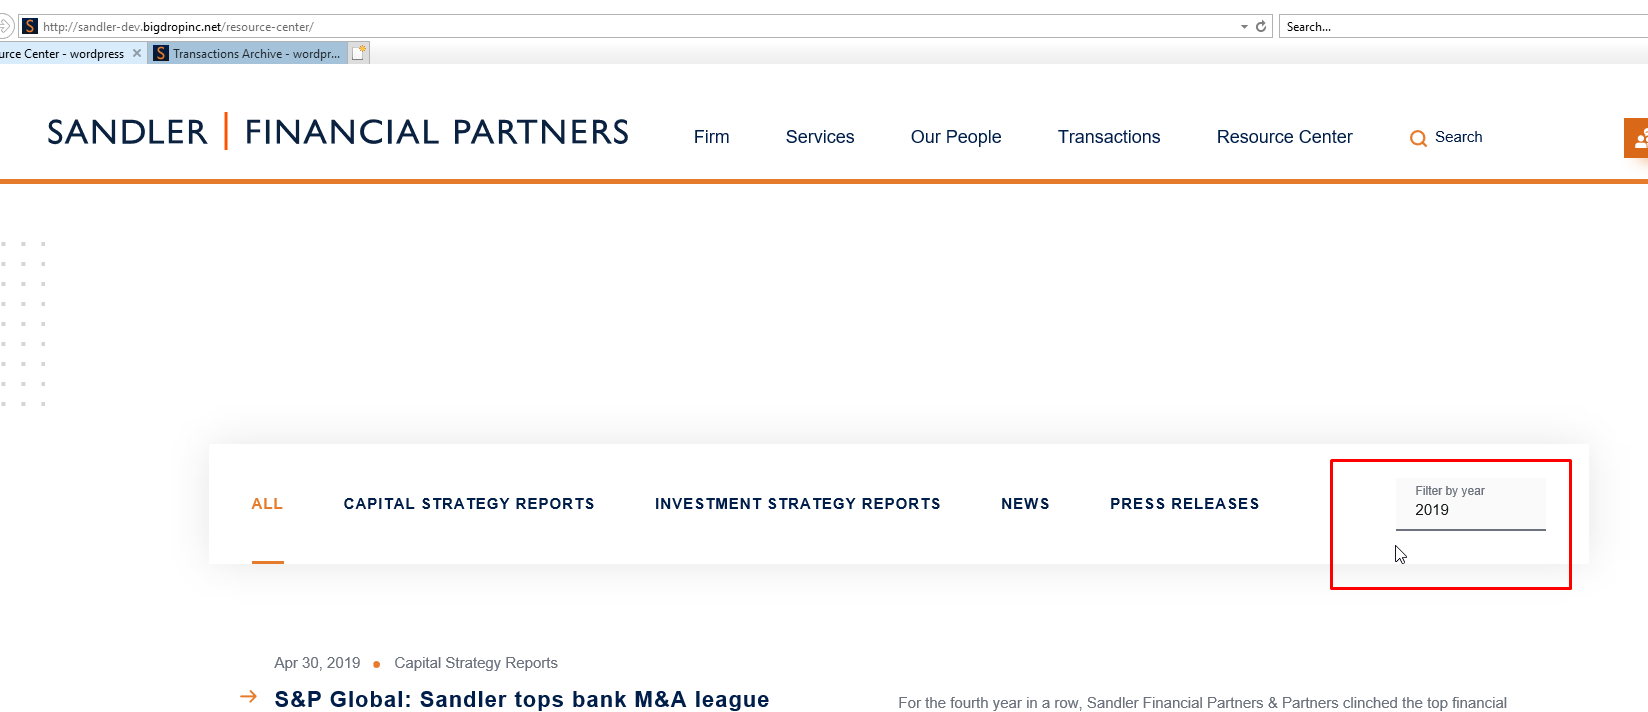 http://sandler-dev.bigdropinc.net/resource-center/
Search...
urce Center - wordpress
Transactions Archive - wordpr...
SANDLER | FINANCIAL PARTNERS
Firm
Services
Our People
Transactions
Resource Center
Search
ALL
CAPITAL STRATEGY REPORTS
INVESTMENT STRATEGY REPORTS
NEWS
PRESS RELEASES
Filter by year
2019
Apr 30, 2019 • Capital Strategy Reports
S&P Global: Sandler tops bank M&A league
For the fourth year in a row, Sandler Financial Partners & Partners clinched the top financial